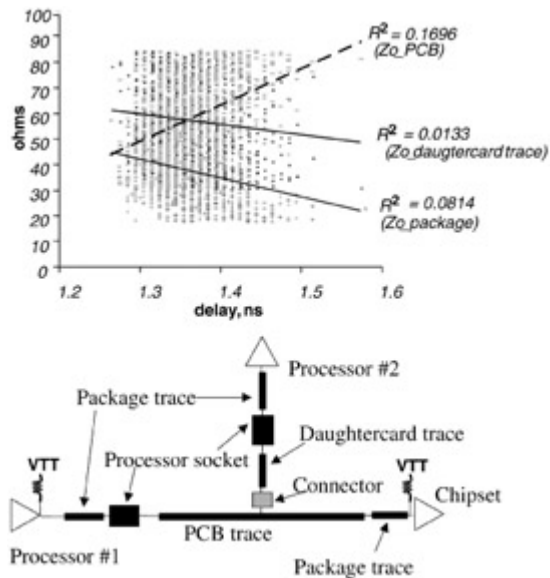 100
80
60
50
40
30
20
10
0
ohms
1.2
1.3
1.4
1.5
1.6
delay, ns
R² = 0.1696
(Zo_PCB)
R² = 0.0133
(Zo_daugtercard trace)
R² = 0.0814
(Zo_package)
Processor #2
Package trace
Daughtercard trace
Processor socket
VTT
VTT
Connector
Chipset
PCB trace
Processor #1
Package trace